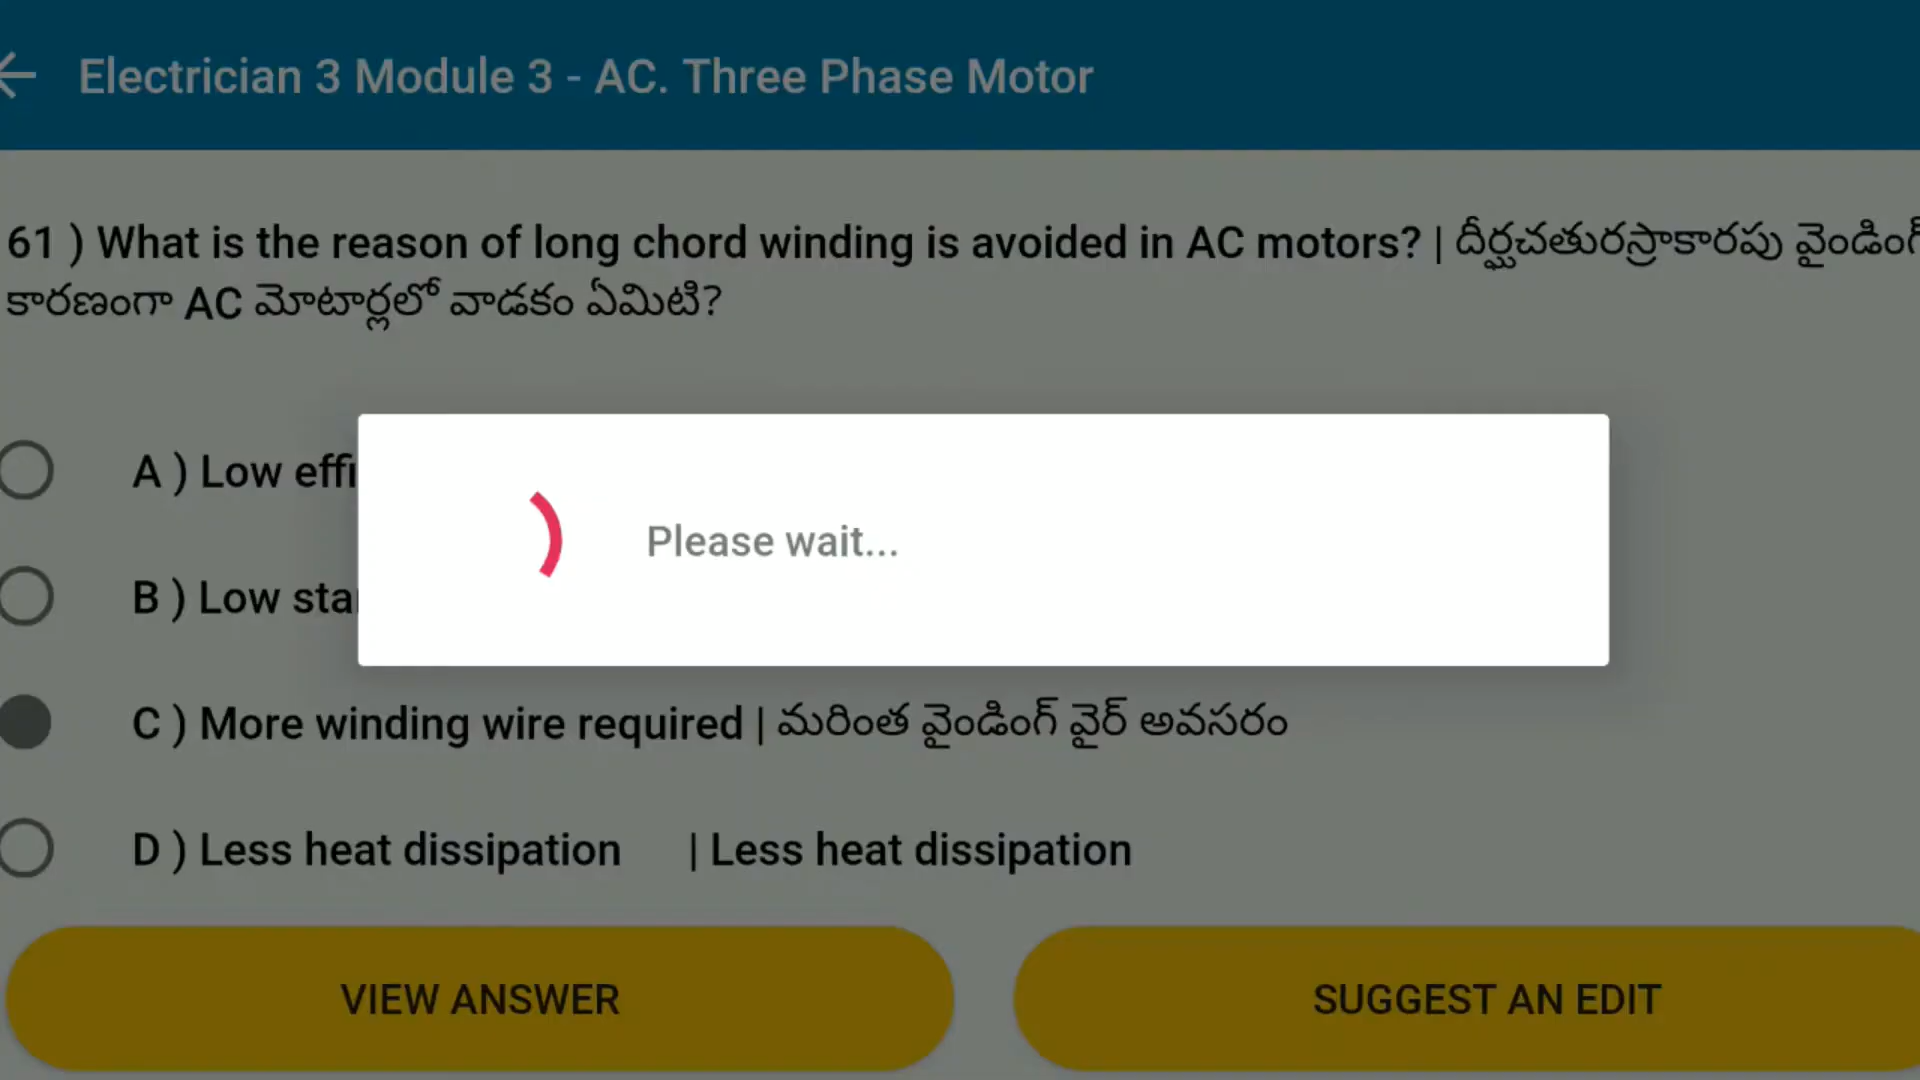 Electrician 3 Module 3 - AC. Three Phase Motor
61 ) What is the reason of long chord winding is avoided in AC motors? | దీర్ఘచతురస్రాకారపు వైండింగ్
కారణంగా AC మోటార్లలో వాడకం ఏమిటి?
A ) Low
B ) Low
Please wait...
C ) More winding wire required | మరింత వైండింగ్ వైర్ అవసరం
D ) Less heat dissipation | Less heat dissipation
VIEW ANSWER
SUGGEST AN EDIT